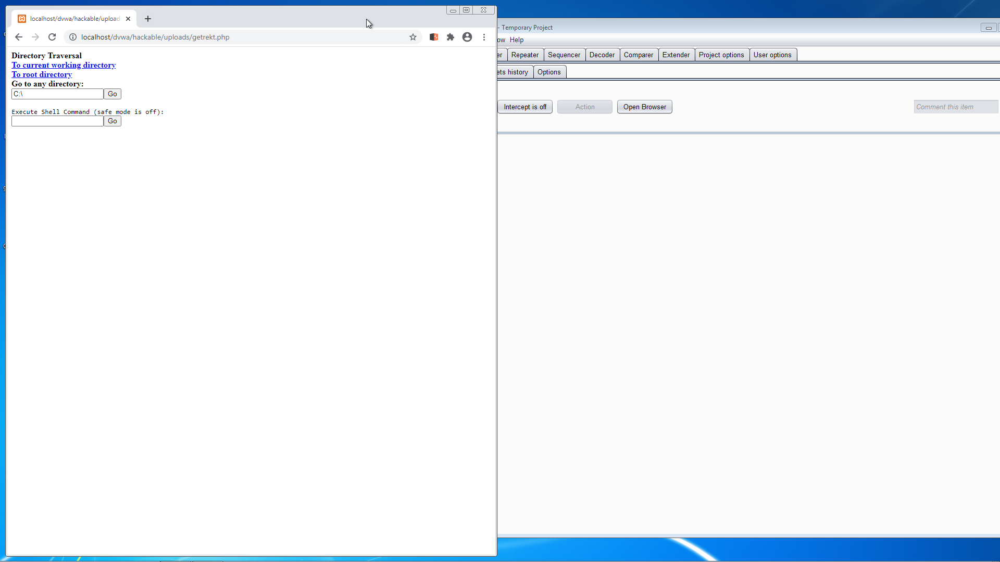 localhost/dvwa/hackable/upload
localhost/dvwa/hackable/uploads/getrekt.php
Directory Traversal
To current working directory
To root directory
Go to any directory:
C:\ Go
Execute Shell Command (safe mode is off):
Go
- Temporary Project
ow Help
er Repeater Sequencer Decoder Comparer Extender Project options User options
ets history Options
Intercept is off Action Open Browser Comment this item